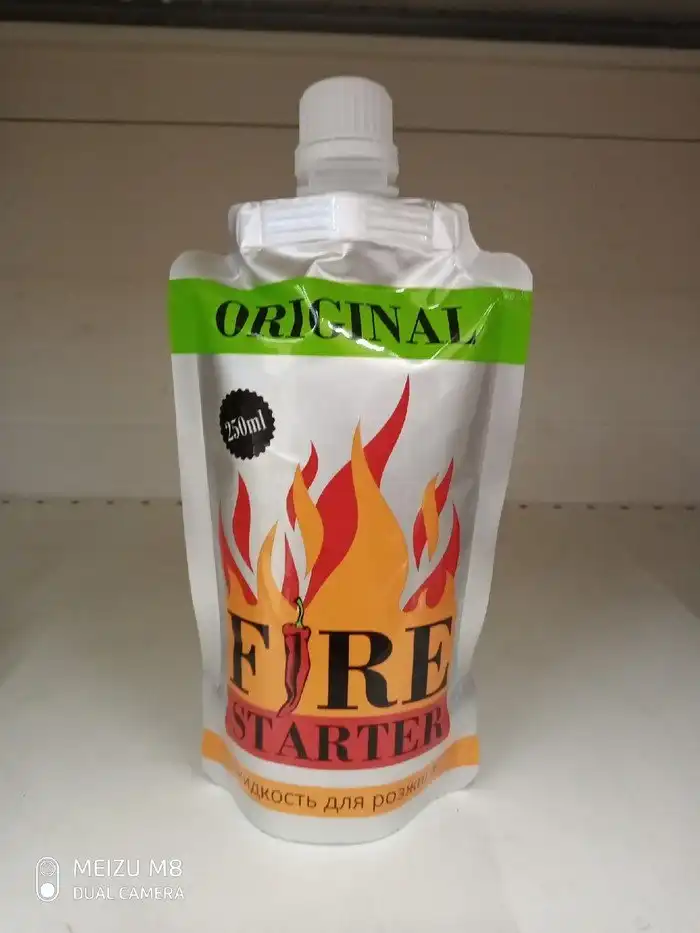 ORIGINAL
250ml
FIRE
STARTER
для
MEIZU M8
DUAL CAMERA